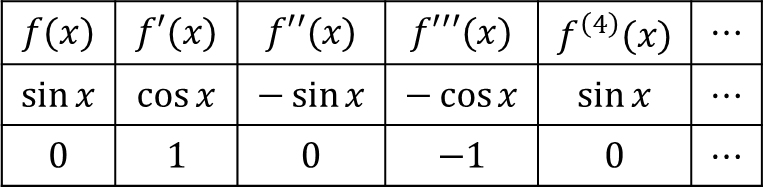 f(x) f′(x) f′′(x) f′′′(x) f⁽⁴⁾(x) ⋯
sin x cos x − sin x − cos x sin x ⋯
0 1 0 −1 0 ⋯